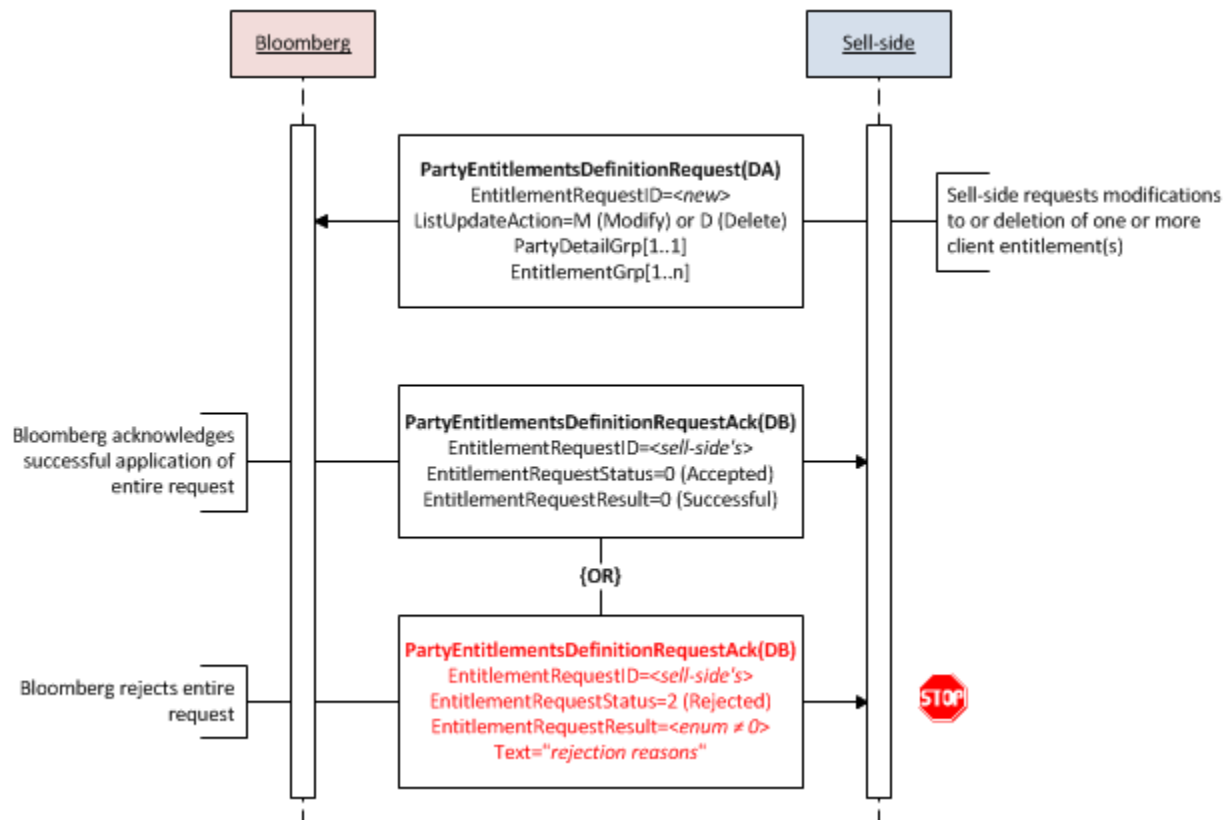 Bloomberg
Sell-side
PartyEntitlementsDefinitionRequest(DA)
EntitlementRequestID=<new>
ListUpdateAction=M (Modify) or D (Delete)
PartyDetailGrp[1..1]
EntitlementGrp[1..n]
Sell-side requests modifications
to or deletion of one or more
client entitlement(s)
Bloomberg acknowledges
successful application of
entire request
PartyEntitlementsDefinitionRequestAck(DB)
EntitlementRequestID=<sell-side's>
EntitlementRequestStatus=0 (Accepted)
EntitlementRequestResult=0 (Successful)
{OR}
Bloomberg rejects entire
request
PartyEntitlementsDefinitionRequestAck(DB)
EntitlementRequestID=<sell-side's>
EntitlementRequestStatus=2 (Rejected)
EntitlementRequestResult=<enum ≠ 0>
Text="rejection reasons"
STOP